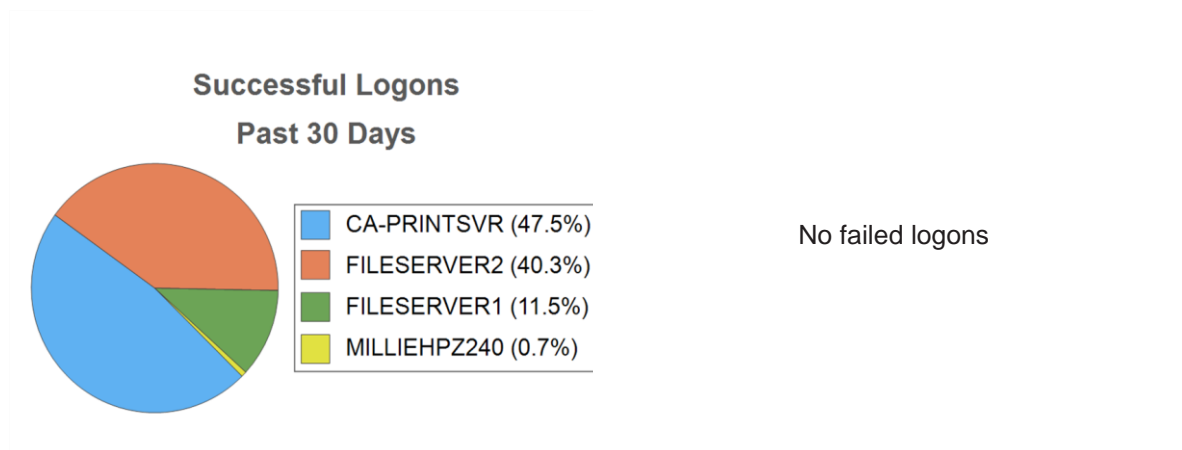 Successful Logons
Past 30 Days
CA-PRINTSVR (47.5%)
FILESERVER2 (40.3%)
FILESERVER1 (11.5%)
MILLIEHPZ240 (0.7%)
No failed logons